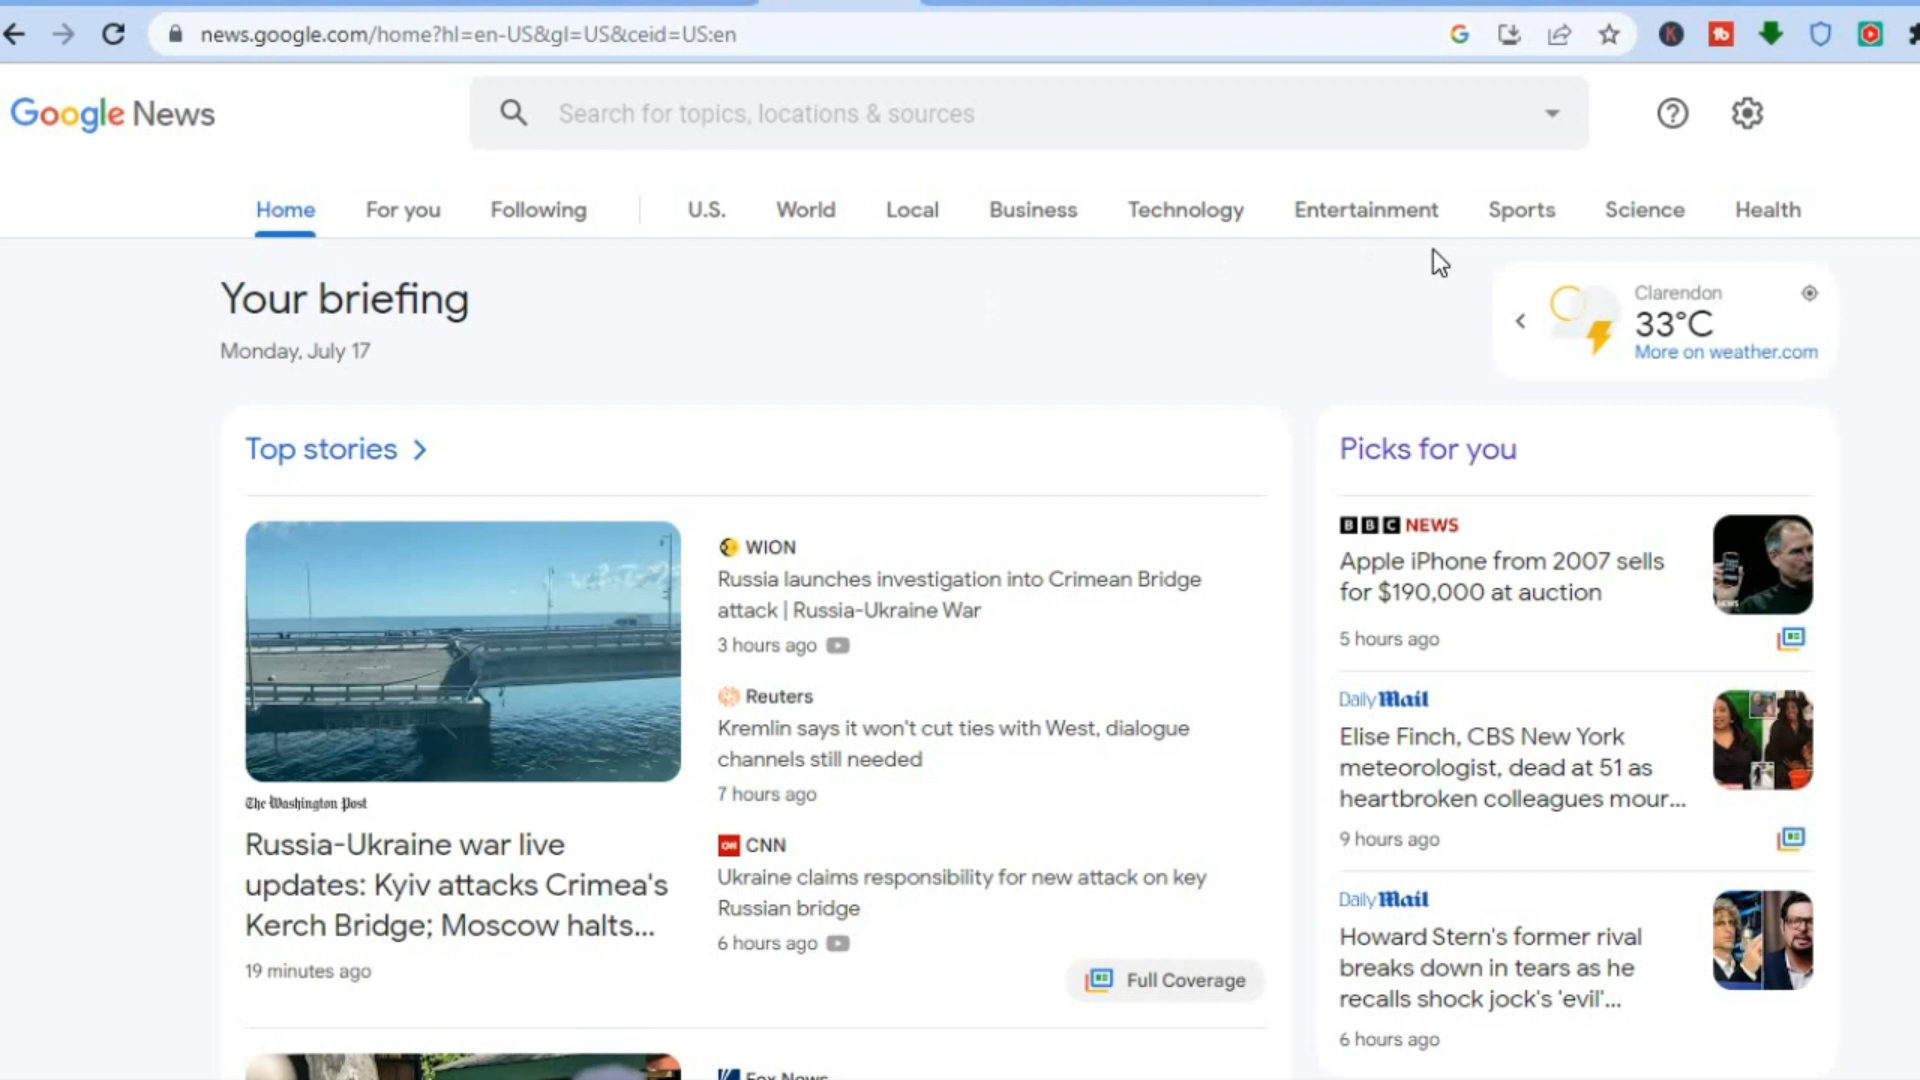 news.google.com/home?hl=en-US&gl=US&ceid=US:en
Google News
Search for topics, locations & sources
Home
For you
Following
U.S.
World
Local
Business
Technology
Entertainment
Sports
Science
Health
Your briefing
Monday, July 17
Clarendon
33°C
More on weather.com
Top stories
The Washington Post
Russia-Ukraine war live
updates: Kyiv attacks Crimea's
Kerch Bridge; Moscow halts...
19 minutes ago
WION
Russia launches investigation into Crimean Bridge
attack | Russia-Ukraine War
3 hours ago
Reuters
Kremlin says it won't cut ties with West, dialogue
channels still needed
7 hours ago
CNN
Ukraine claims responsibility for new attack on key
Russian bridge
6 hours ago
Full Coverage
Fox News
Picks for you
BBC NEWS
Apple iPhone from 2007 sells
for $190,000 at auction
5 hours ago
Daily Mail
Elise Finch, CBS New York
meteorologist, dead at 51 as
heartbroken colleagues mour...
9 hours ago
Daily Mail
Howard Stern's former rival
breaks down in tears as he
recalls shock jock's 'evil'...
6 hours ago